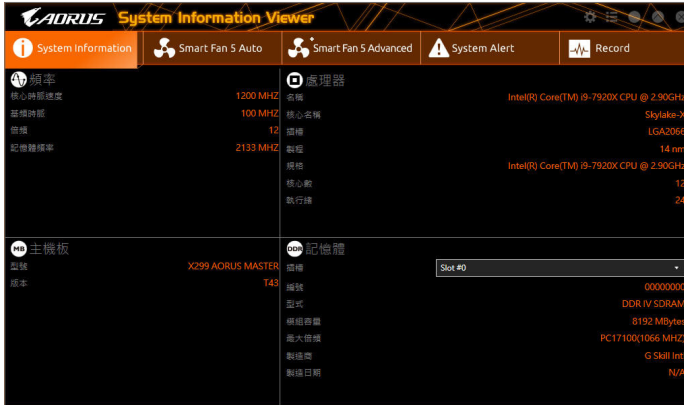 AORUS System Information Viewer
System Information
Smart Fan 5 Auto
Smart Fan 5 Advanced
System Alert
Record
頻率
核心時脈速度 1200 MHZ
基頻時脈 100 MHZ
倍頻 12
記憶體頻率 2133 MHZ
處理器
名稱 Intel(R) Core(TM) i9-7920X CPU @ 2.90GHz
核心名稱 Skylake-X
插槽 LGA2066
製程 14 nm
規格 Intel(R) Core(TM) i9-7920X CPU @ 2.90GHz
核心數 12
執行緒 24
MB 主機板
型號 X299 AORUS MASTER
版本 T43
DDR 記憶體
插槽 Slot #0
編號 00000000
型式 DDR IV SDRAM
模組容量 8192 MBytes
最大倍頻 PC17100(1066 MHZ)
製造商 G Skill Intl
製造日期 N/A